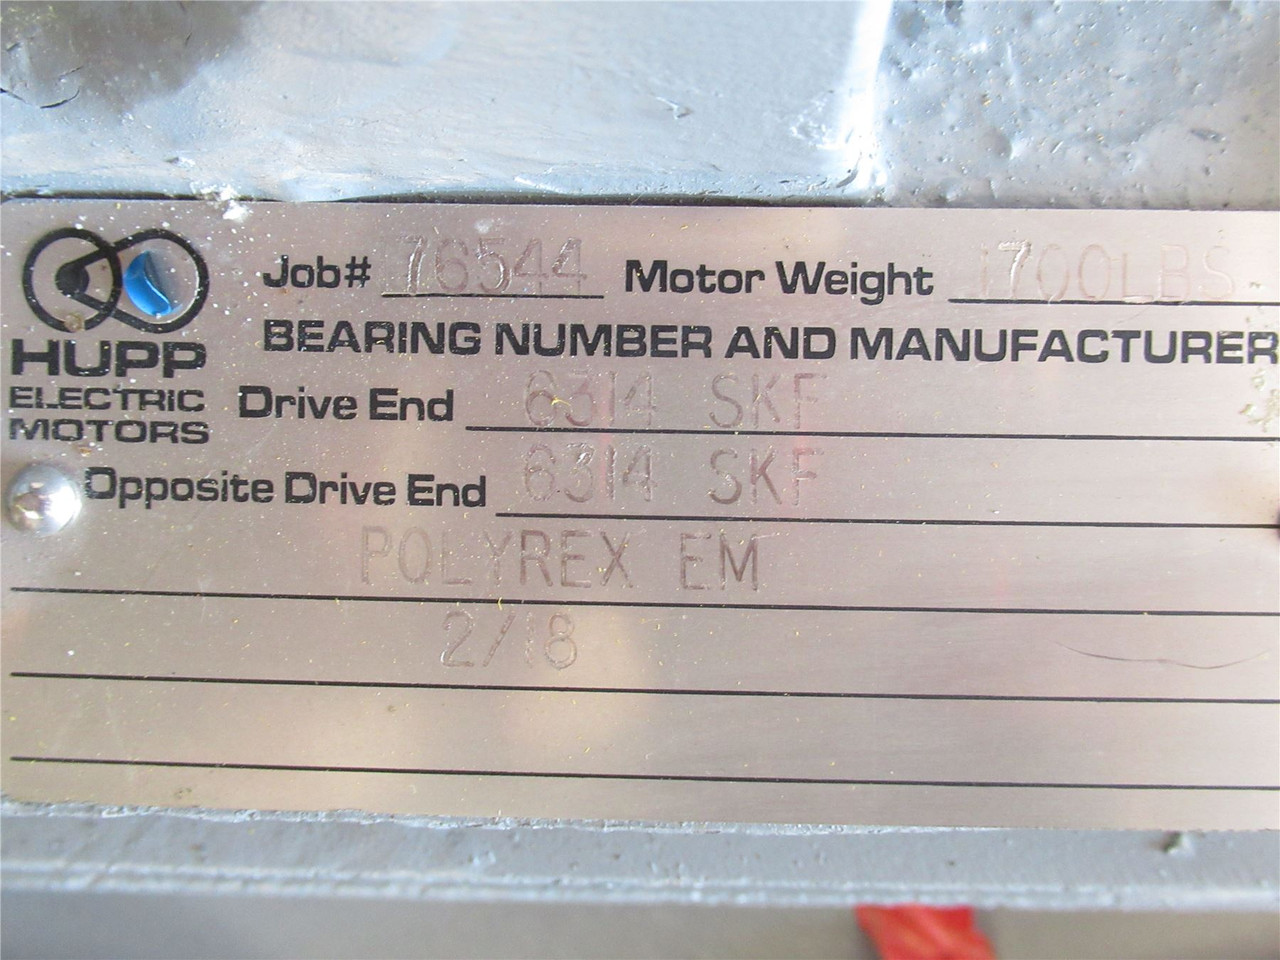 Job# 76544 Motor Weight 1700LBS
BEARING NUMBER AND MANUFACTURER
HUPP
ELECTRIC
MOTORS
Drive End 6314 SKF
Opposite Drive End 6314 SKF
POLYREX EM
2/18